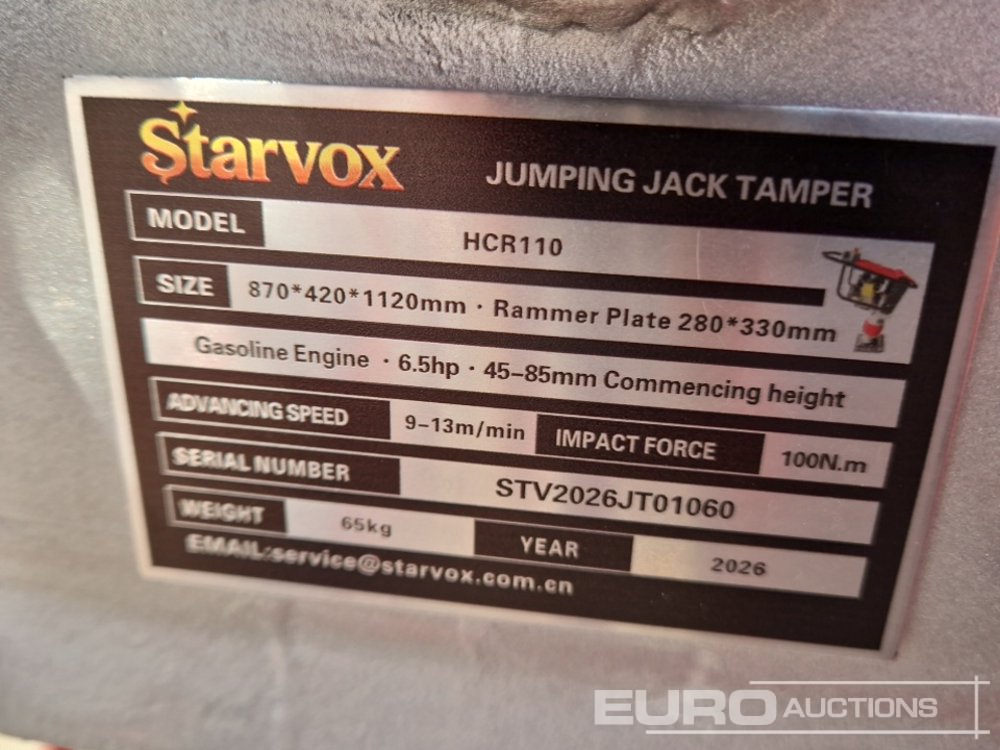 Starvox JUMPING JACK TAMPER
MODEL HCR110
SIZE 870*420*1120mm · Rammer Plate 280*330mm
Gasoline Engine · 6.5hp · 45-85mm Commencing height
ADVANCING SPEED 9-13m/min IMPACT FORCE 100N.m
SERIAL NUMBER STV2026JT01060
WEIGHT 65kg YEAR 2026
EMAIL:service@starvox.com.cn
EURO AUCTIONS